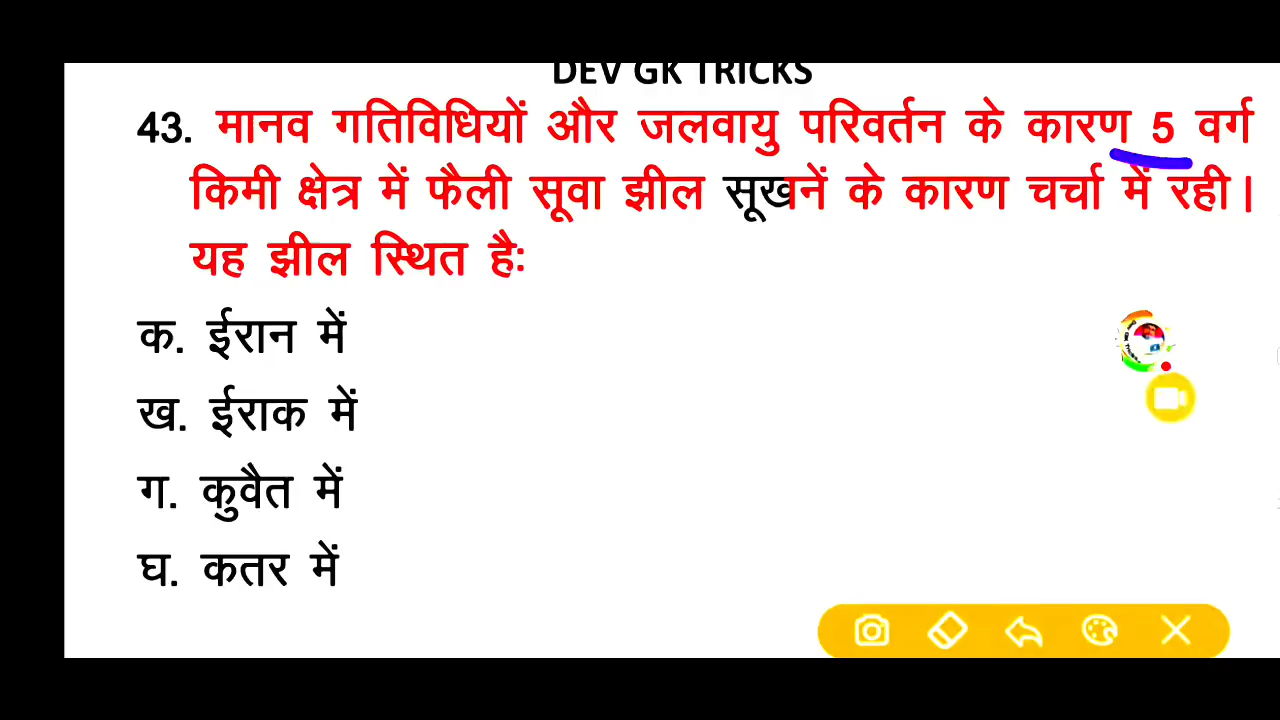 DEV GK TRICKS
43. मानव गतिविधियों और जलवायु परिवर्तन के कारण 5 वर्ग
किमी क्षेत्र में फैली सूवा झील सूखनें के कारण चर्चा में रही।
यह झील स्थित हैः
क. ईरान में
ख. ईराक में
ग. कुवैत में
घ. कतर में